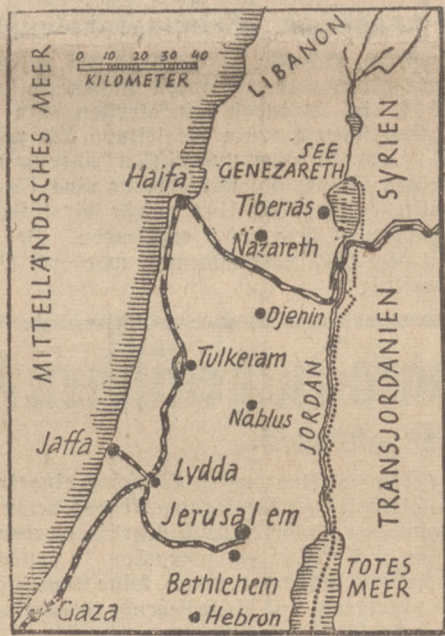 MITTELLÄNDISCHES MEER
0 10 20 30 40
KILOMETER
LIBANON
SYRIEN
SEE
GENEZARETH
Haifa
Tiberias
Nazareth
Djenin
Tulkeram
JORDAN
TRANSJORDANIEN
Nablus
Jaffa
Lydda
Jerusalem
Bethlehem
TOTES
MEER
Gaza
Hebron